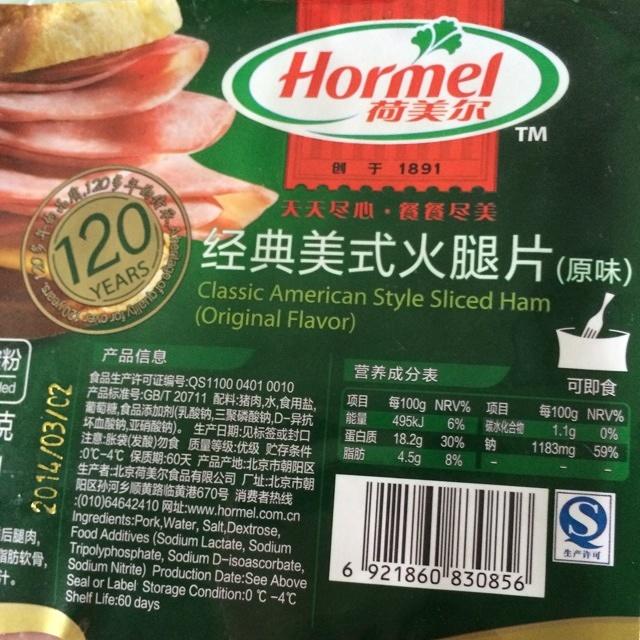 Hormel
荷美尔
TM
创 于 1891
天天尽心·餐餐尽美
120
YEARS
经典美式火腿片(原味)
Classic American Style Sliced Ham
(Original Flavor)
可即食
粉
克
2014/03/02
后腿肉,
脂肪软骨,
汁。
产品信息
食品生产许可证编号:QS1100 0401 0010
产品标准号:GB/T 20711 配料:猪肉,水,食用盐,
葡萄糖,食品添加剂(乳酸钠,三聚磷酸钠,D-异抗
坏血酸钠,亚硝酸钠)。 生产日期:见标签或封口
注意:胀袋(发酸)勿食 质量等级:优级 贮存条件
:0℃-4℃ 保质期:60天 产品产地:北京市朝阳区
生产者:北京荷美尔食品有限公司 厂址:北京市朝
阳区孙河乡顺黄路临黄港670号 消费者热线
:(010)64642410 网址:www.hormel.com.cn
Ingredients:Pork,Water, Salt,Dextrose,
Food Additives (Sodium Lactate, Sodium
Tripolyphosphate, Sodium D-isoascorbate,
Sodium Nitrite) Production Date:See Above
Seal or Label Storage Condition:0 ℃ -4℃
Shelf Life:60 days
营养成分表
项目 每100g NRV% 项目 每100g NRV%
能量 495kJ 6% 碳水化合物 1.1g 0%
蛋白质 18.2g 30% 钠 1183mg 59%
脂肪 4.5g 8% - - -
6 921860 830856
生产许可